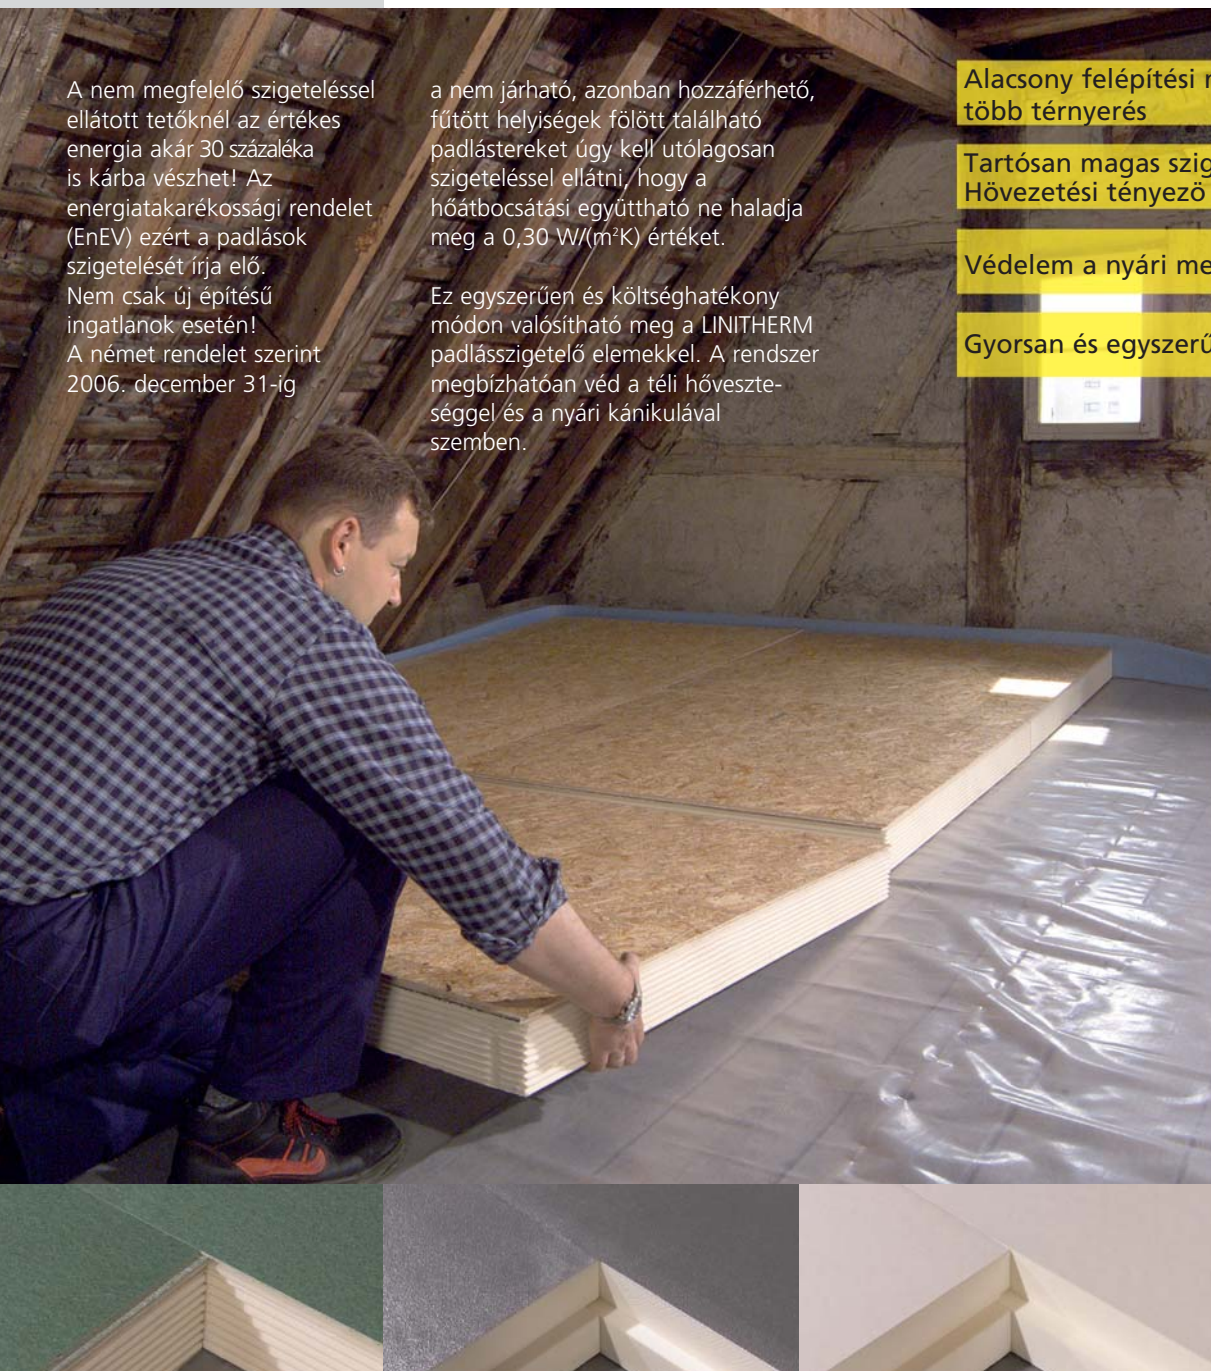 A nem megfelelő szigeteléssel
ellátott tetőknél az értékes
energia akár 30 százaléka
is kárba vészhet! Az
energiatakarékossági rendelet
(EnEV) ezért a padlások
szigetelését írja elő.
Nem csak új építésű
ingatlanok esetén!
A német rendelet szerint
2006. december 31-ig
a nem járható, azonban hozzáférhető,
fűtött helyiségek fölött található
padlástereket úgy kell utólagosan
szigeteléssel ellátni, hogy a
hőátbocsátási együttható ne haladja
meg a 0,30 W/(m²K) értéket.
Ez egyszerűen és költséghatékony
módon valósítható meg a LINITHERM
padlásszigetelő elemekkel. A rendszer
megbízhatóan véd a téli hőveszte-
séggel és a nyári kánikulával
szemben.
Alacsony felépítési
több térnyerés
Tartósan magas
Hövezetési tényezö
Védelem a nyári
Gyorsan és